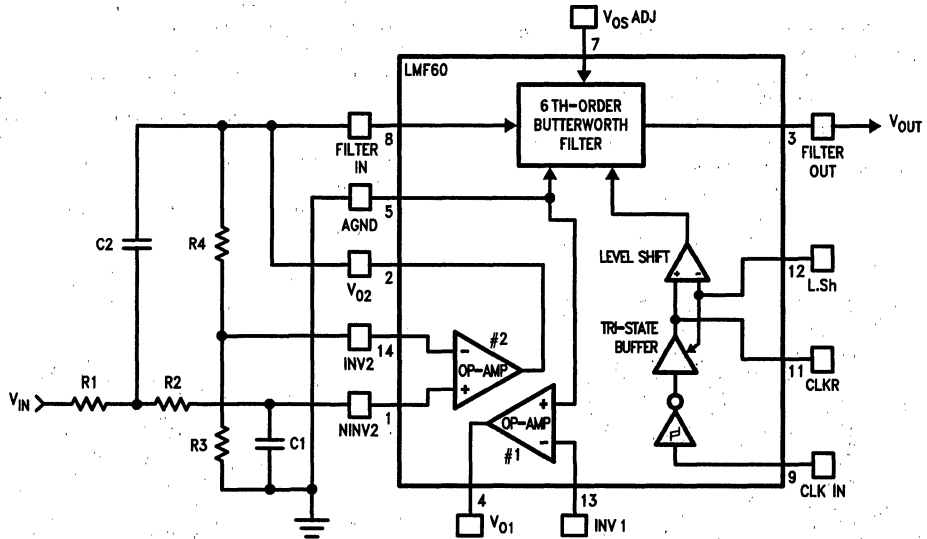 V_OS ADJ
7
LMF60
6 TH-ORDER
BUTTERWORTH
FILTER
8
FILTER
IN
3
FILTER
OUT
V_OUT
AGND
5
C2
R4
LEVEL SHIFT
+ -
12
L.Sh
V_O2
2
TRI-STATE
BUFFER
#2
INV2
14
-
OP-AMP
+
11
CLKR
V_IN
R1
R2
NINV2
1
+
OP-AMP
-
#1
R3
C1
9
CLK IN
4
13
V_O1
INV 1